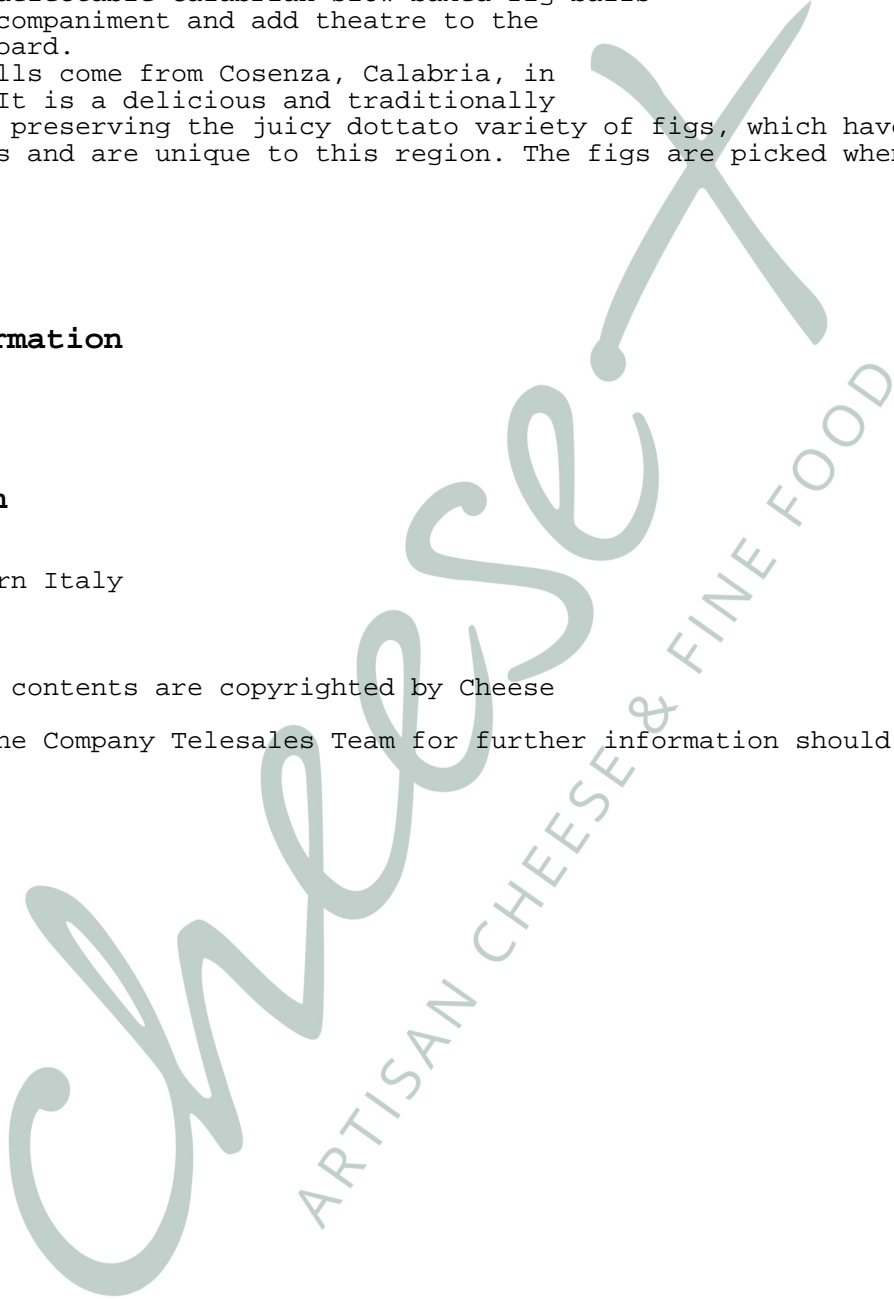 companiment and add theatre to the
oard.
lls come from Cosenza, Calabria, in
It is a delicious and traditionally
preserving the juicy dottato variety of figs, which have
s and are unique to this region. The figs are picked when
rmation
n
rn Italy
contents are copyrighted by Cheese
ne Company Telesales Team for further information should
cheese+
ARTISAN CHEESE & FINE FOOD